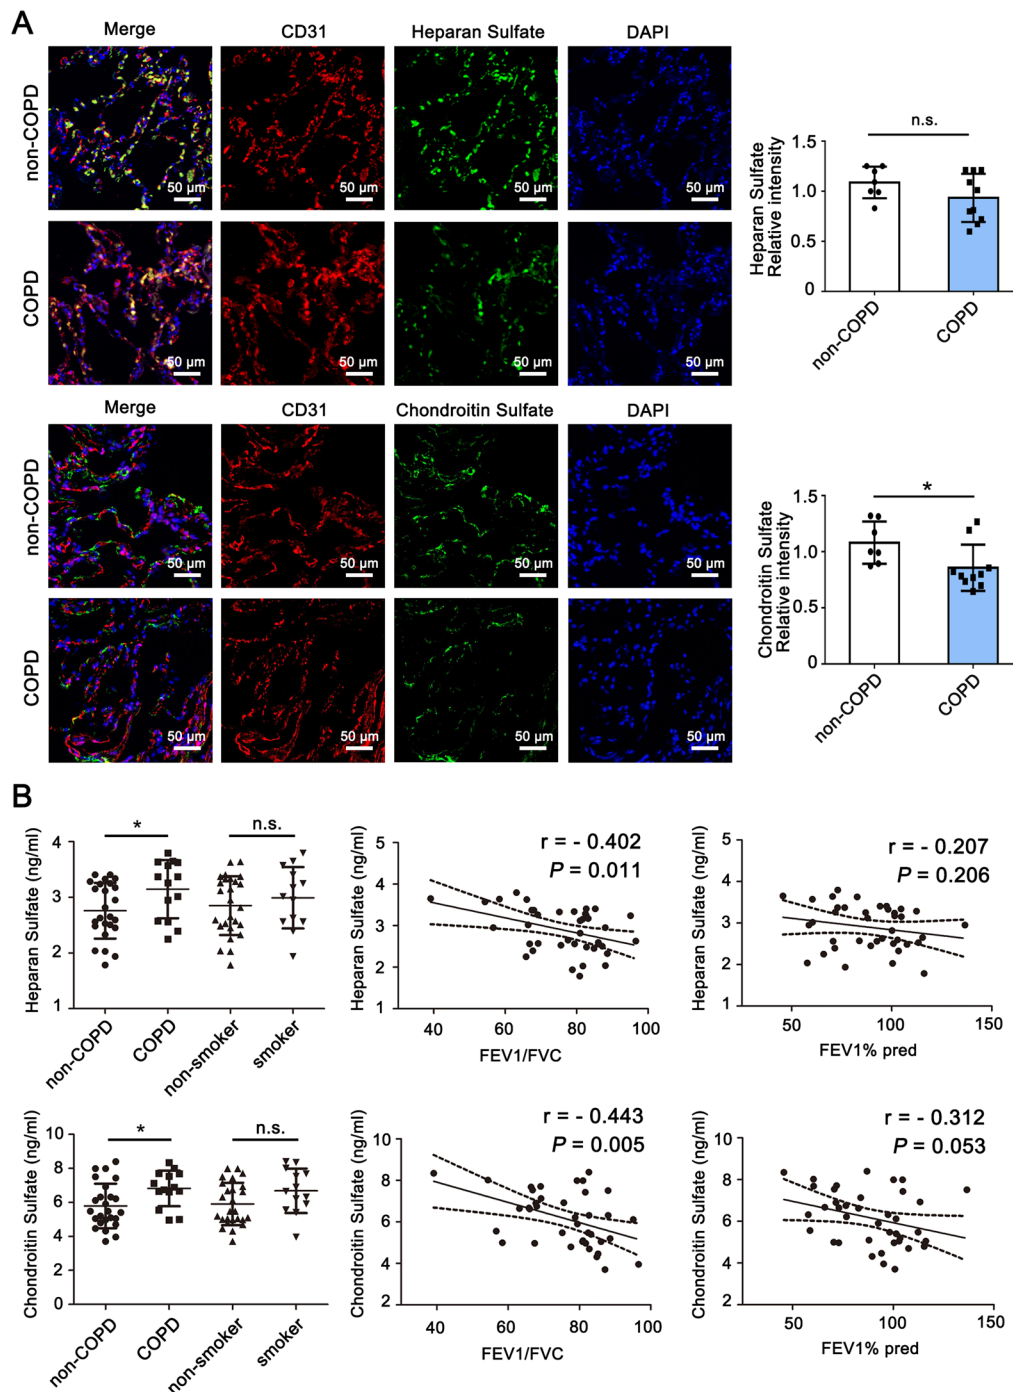 A
Merge CD31 Heparan Sulfate DAPI
non-COPD
50 µm 50 µm 50 µm 50 µm
COPD
50 µm 50 µm 50 µm 50 µm
n.s.
Heparan Sulfate
Relative intensity
1.5
1.0
0.5
0
non-COPD COPD
Merge CD31 Chondroitin Sulfate DAPI
non-COPD
50 µm 50 µm 50 µm 50 µm
COPD
50 µm 50 µm 50 µm 50 µm
*
Chondroitin Sulfate
Relative intensity
1.5
1.0
0.5
0
non-COPD COPD
B
Heparan Sulfate (ng/ml)
4
3
2
1
* n.s.
non-COPD COPD non-smoker smoker
Heparan Sulfate (ng/ml)
5
4
3
2
1
r = - 0.402
P = 0.011
40 60 80 100
FEV1/FVC
Heparan Sulfate (ng/ml)
5
4
3
2
1
r = - 0.207
P = 0.206
50 100 150
FEV1% pred
Chondroitin Sulfate (ng/ml)
10
8
6
4
2
0
* n.s.
non-COPD COPD non-smoker smoker
Chondroitin Sulfate (ng/ml)
10
8
6
4
2
r = - 0.443
P = 0.005
40 60 80 100
FEV1/FVC
Chondroitin Sulfate (ng/ml)
10
8
6
4
2
r = - 0.312
P = 0.053
50 100 150
FEV1% pred